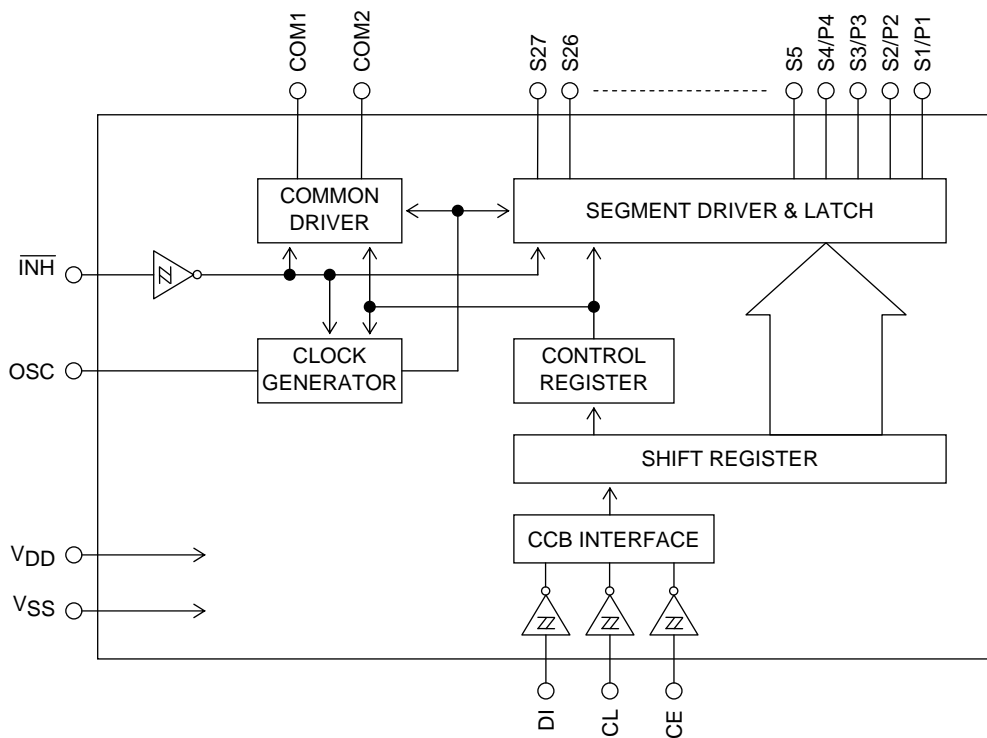 COM1
COM2
S27
S26
S5
S4/P4
S3/P3
S2/P2
S1/P1
COMMON
DRIVER
SEGMENT DRIVER & LATCH
INH
OSC
CLOCK
GENERATOR
CONTROL
REGISTER
SHIFT REGISTER
CCB INTERFACE
VDD
VSS
DI
CL
CE